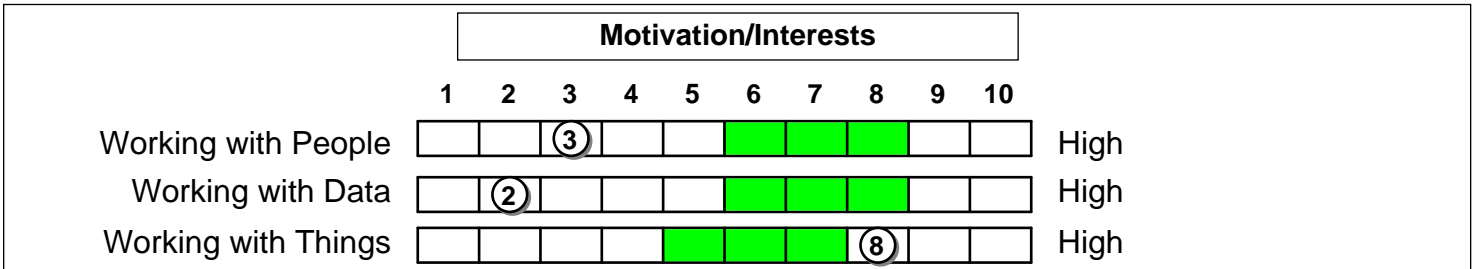 Motivation/Interests
1 2 3 4 5 6 7 8 9 10
Working with People 3 High
Working with Data 2 High
Working with Things 8 High